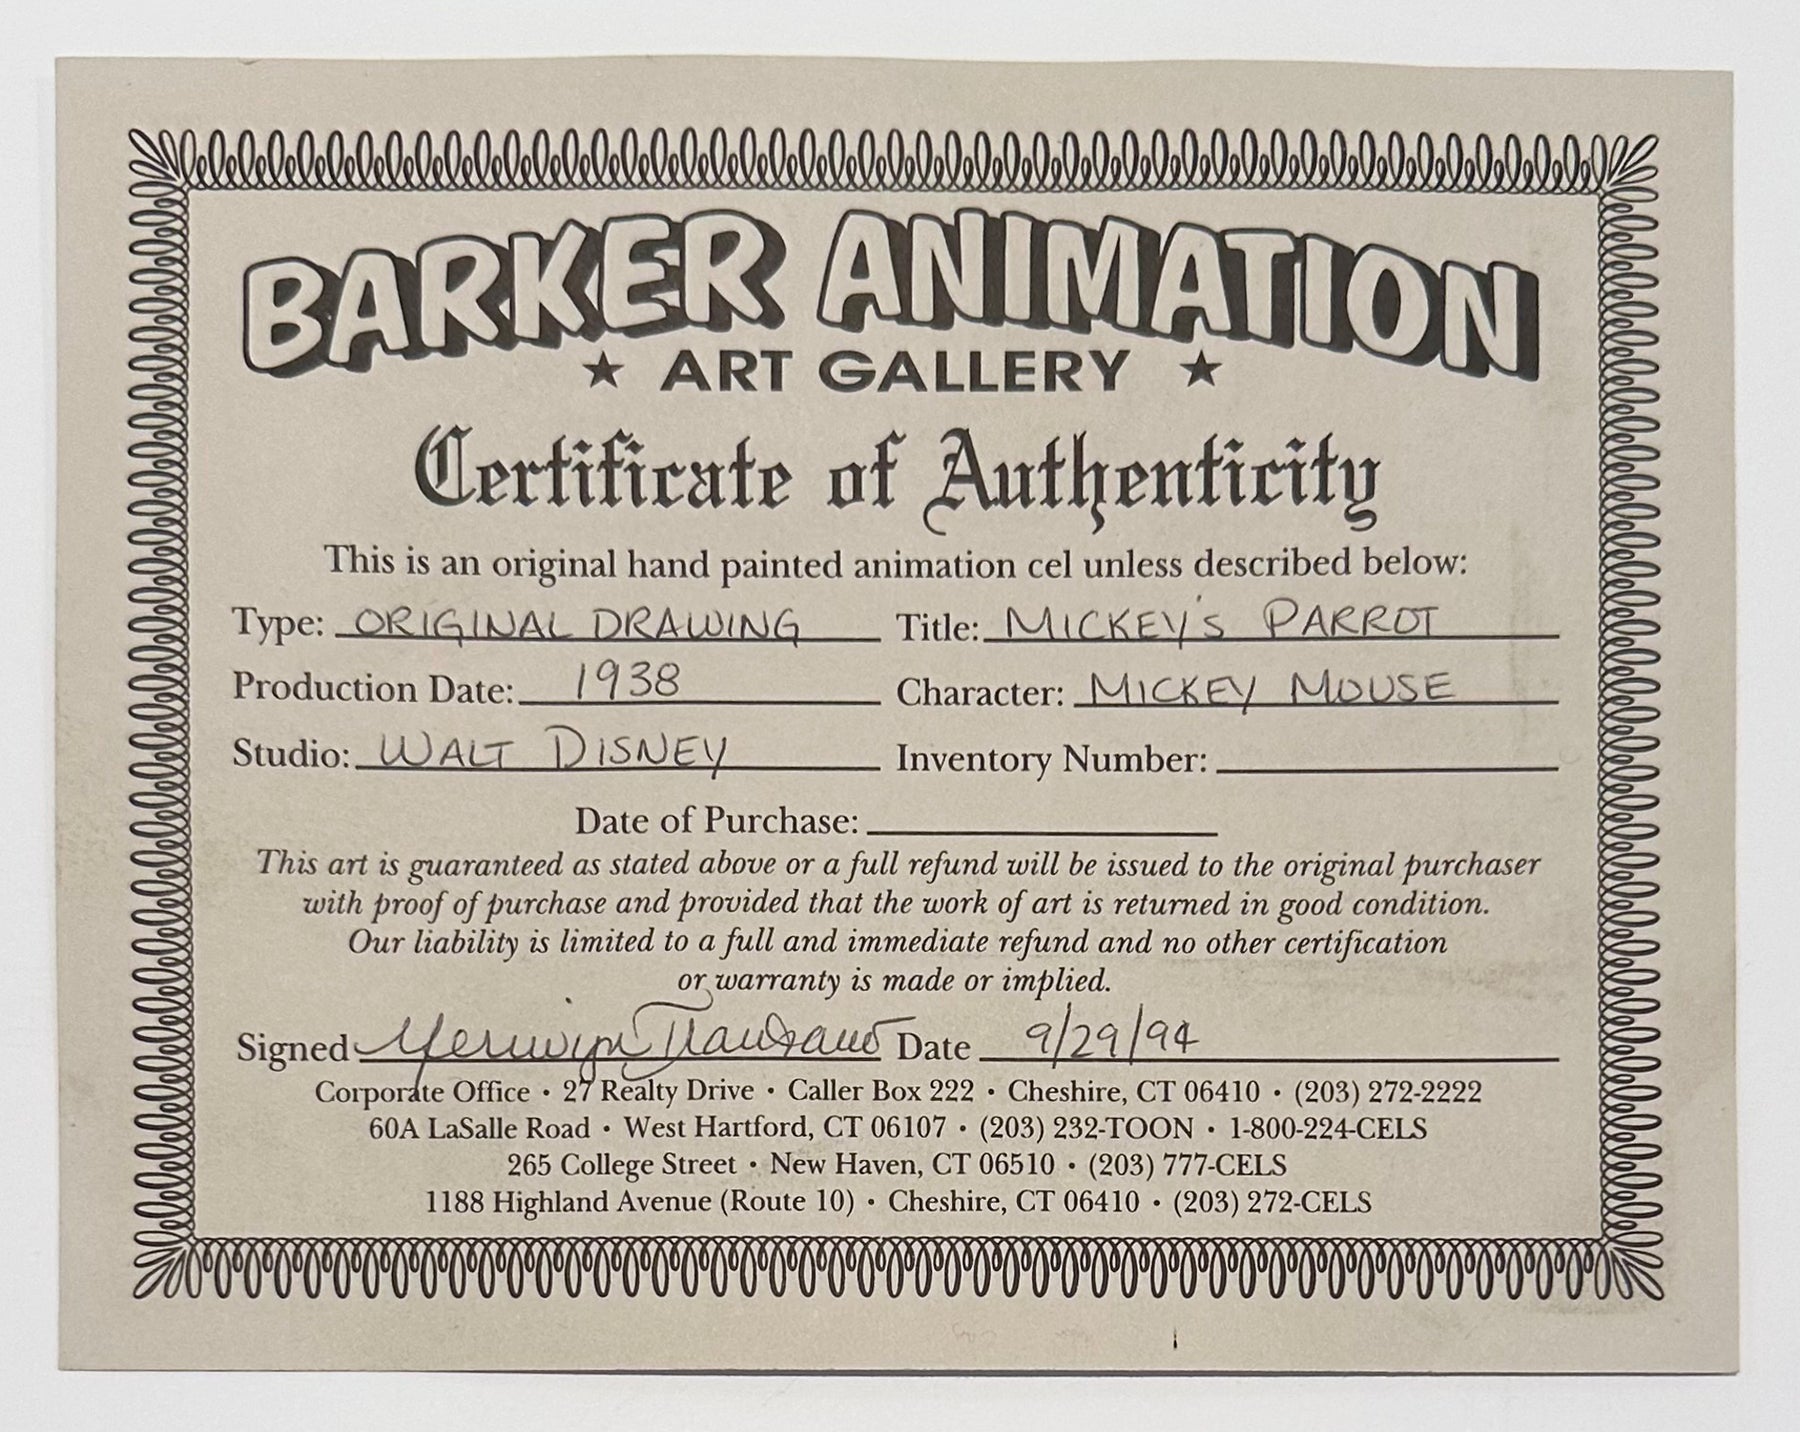 BARKER ANIMATION
★ ART GALLERY ★
Certificate of Authenticity
This is an original hand painted animation cel unless described below:
Type: ORIGINAL DRAWING Title: MICKEY'S PARROT
Production Date: 1938 Character: MICKEY MOUSE
Studio: WALT DISNEY Inventory Number:
Date of Purchase:
This art is guaranteed as stated above or a full refund will be issued to the original purchaser
with proof of purchase and provided that the work of art is returned in good condition.
Our liability is limited to a full and immediate refund and no other certification
or warranty is made or implied.
Signed Date 9/29/94
Corporate Office • 27 Realty Drive • Caller Box 222 • Cheshire, CT 06410 • (203) 272-2222
60A LaSalle Road • West Hartford, CT 06107 • (203) 232-TOON • 1-800-224-CELS
265 College Street • New Haven, CT 06510 • (203) 777-CELS
1188 Highland Avenue (Route 10) • Cheshire, CT 06410 • (203) 272-CELS